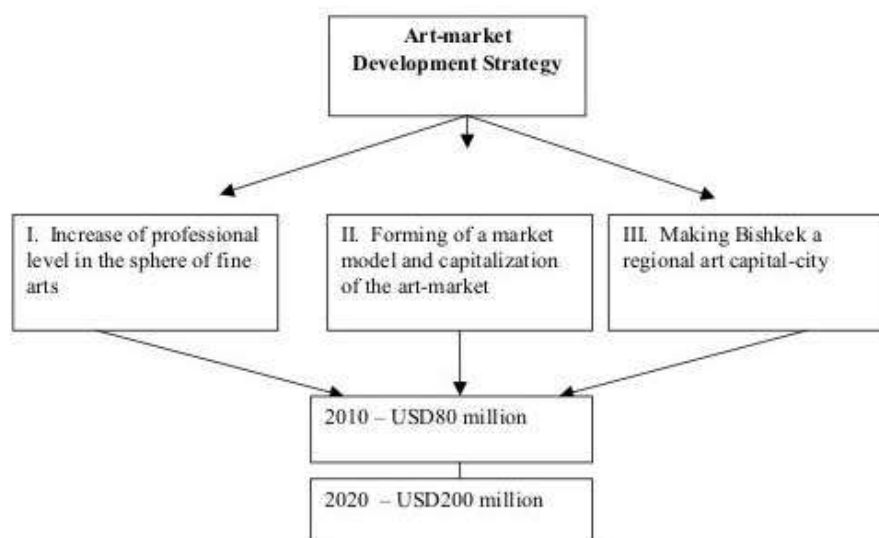 Art-market
Development Strategy
I. Increase of professional
level in the sphere of fine
arts
II. Forming of a market
model and capitalization
of the art-market
III. Making Bishkek a
regional art capital-city
2010 – USD80 million
2020 – USD200 million